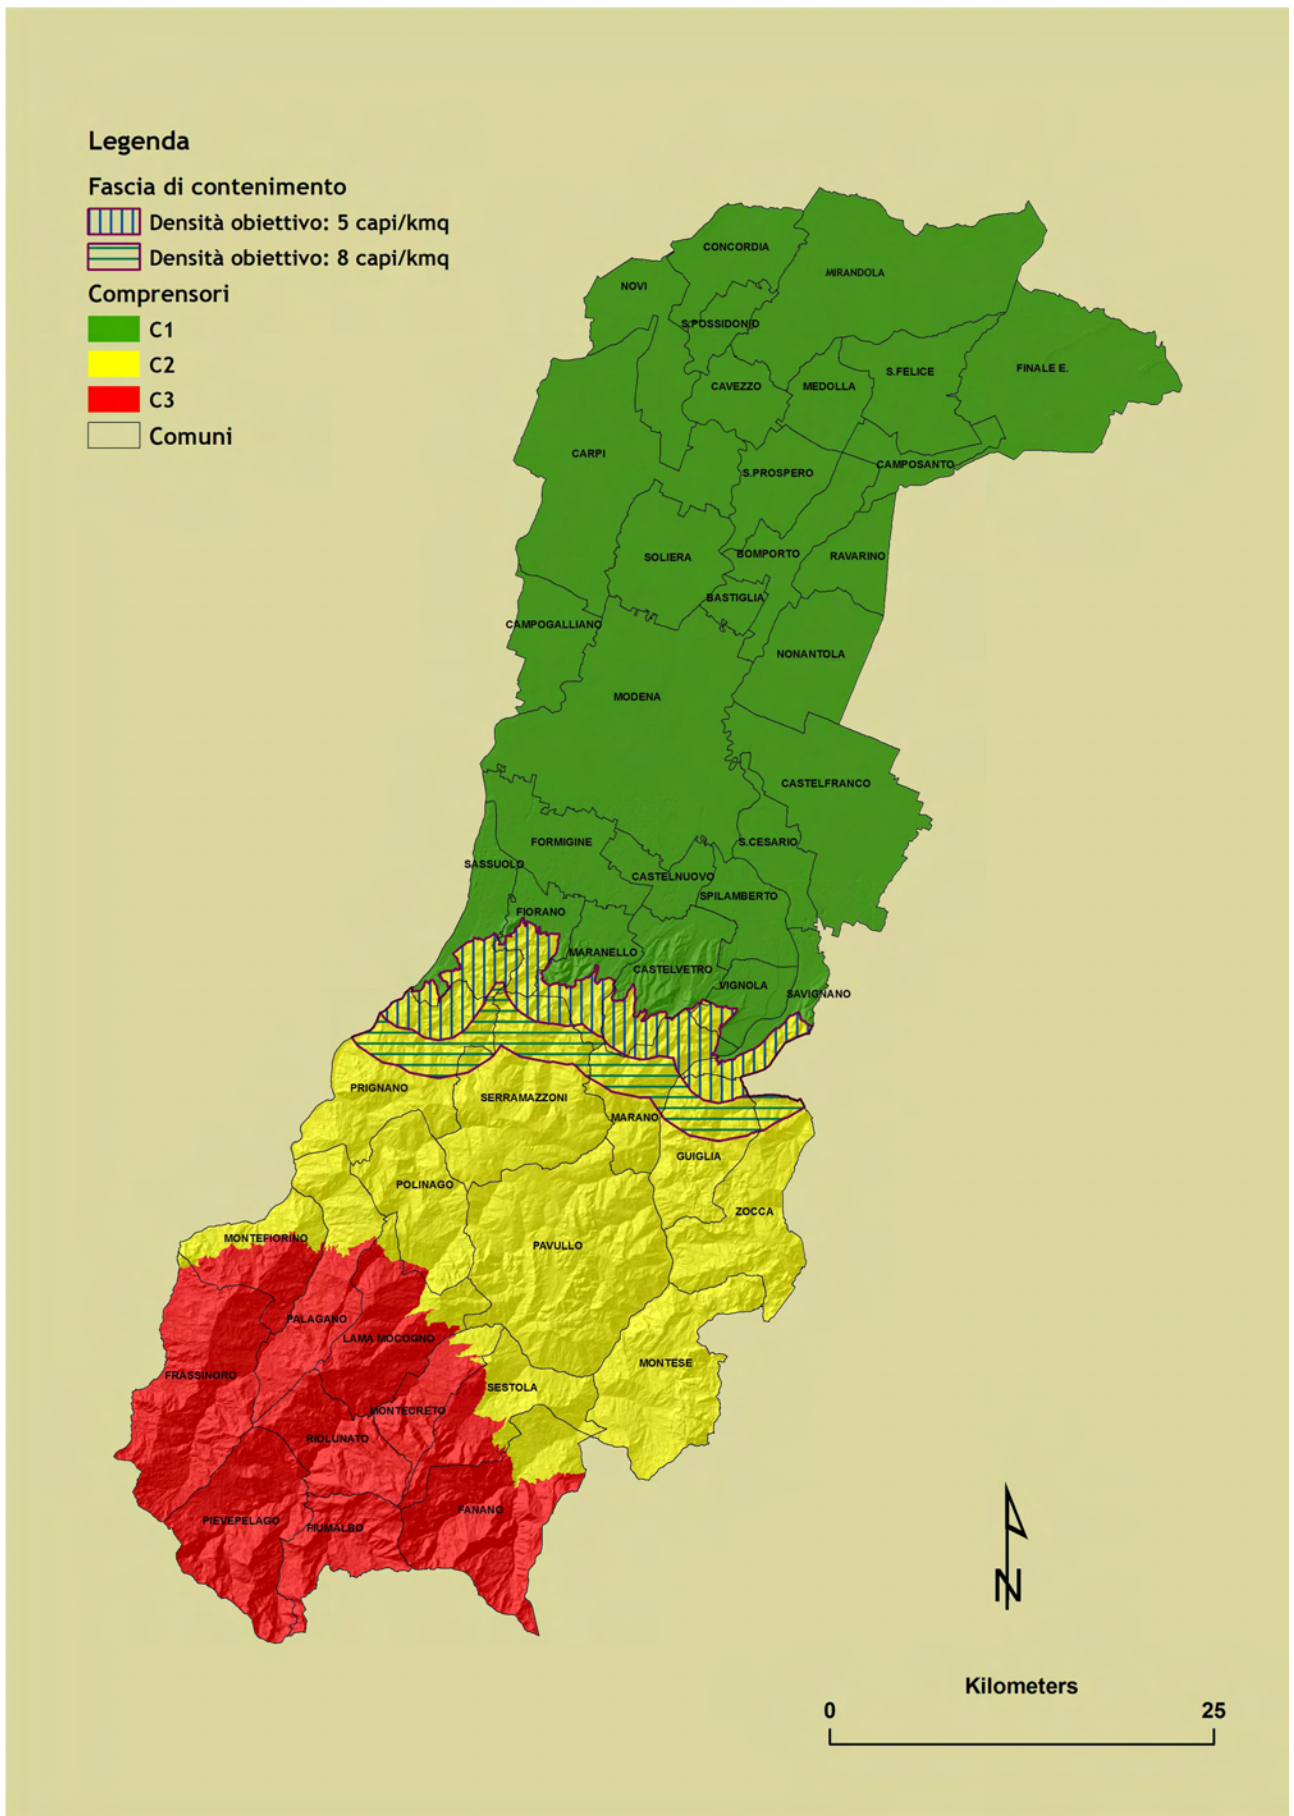 Legenda
Fascia di contenimento
Densità obiettivo: 5 capi/kmq
Densità obiettivo: 8 capi/kmq
Comprensori
C1
C2
C3
Comuni
CONCORDIA
MIRANDOLA
NOVI
S.POSSIDONIO
FINALE E.
S.FELICE
CAVEZZO
MEDOLLA
CARPI
CAMPOSANTO
S.PROSPERO
SOLIERA
BOMPORTO
RAVARINO
BASTIGLIA
CAMPOGALLIANO
NONANTOLA
MODENA
CASTELFRANCO
FORMIGINE
S.CESARIO
SASSUOLO
CASTELNUOVO
SPILAMBERTO
FIORANO
MARANELLO
CASTELVETRO
VIGNOLA
SAVIGNANO
PRIGNANO
SERRAMAZZONI
MARANO
GUIGLIA
POLINAGO
ZOCCA
MONTEFIORINO
PAVULLO
PALAGANO
LAMA MOCOGNO
MONTESE
FRASSINORO
SESTOLA
MONTECRETO
RIOLUNATO
FANANO
PIEVEPELAGO
FIUMALBO
N
Kilometers
0 25